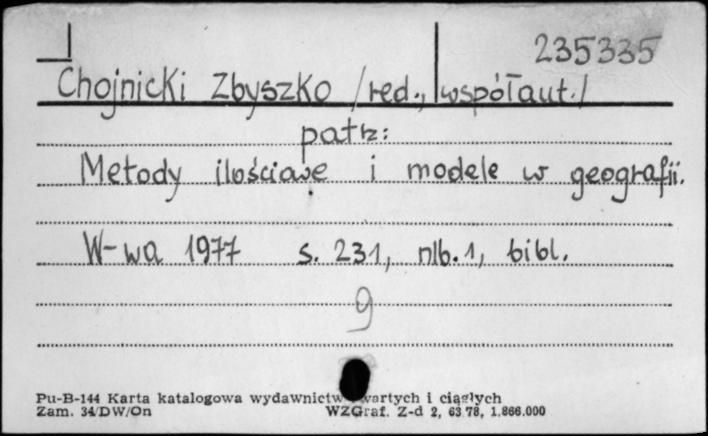 235335
Chojnicki Zbyszko /red., współaut./
patrz:
Metody ilościowe i modele w geografii.
W-wa 1977 s. 231, nlb. 1, bibl.
9
Pu-B-144 Karta katalogowa wydawnictw zwartych i ciągłych
Zam. 34/DW/On WZGraf. Z-d 2, 63 78, 1.866.000